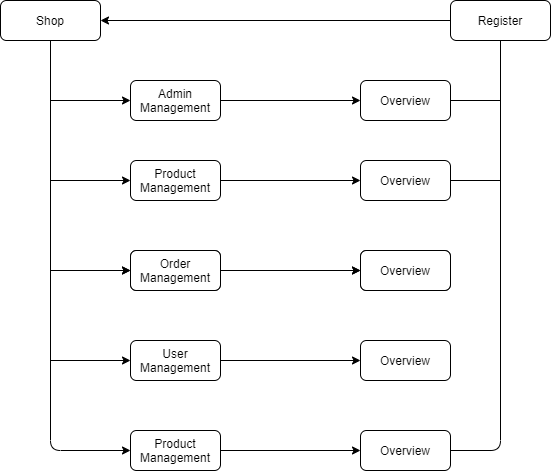 Shop
Register
Admin
Management
Overview
Product
Management
Overview
Order
Management
Overview
User
Management
Overview
Product
Management
Overview